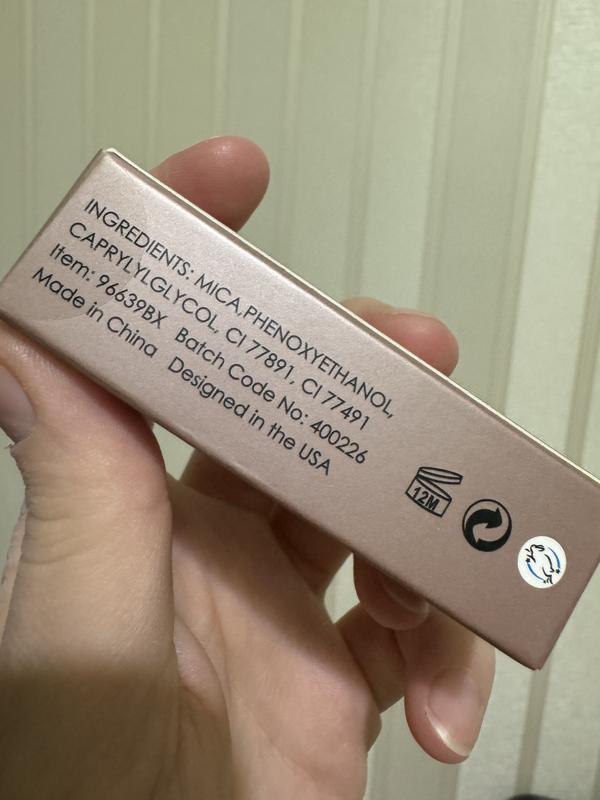 INGREDIENTS: MICA,PHENOXYETHANOL,
CAPRYLYLGLYCOL, CI 77891, CI 77491
Item: 96639BX Batch Code No: 400226
Made in China Designed in the USA
12M